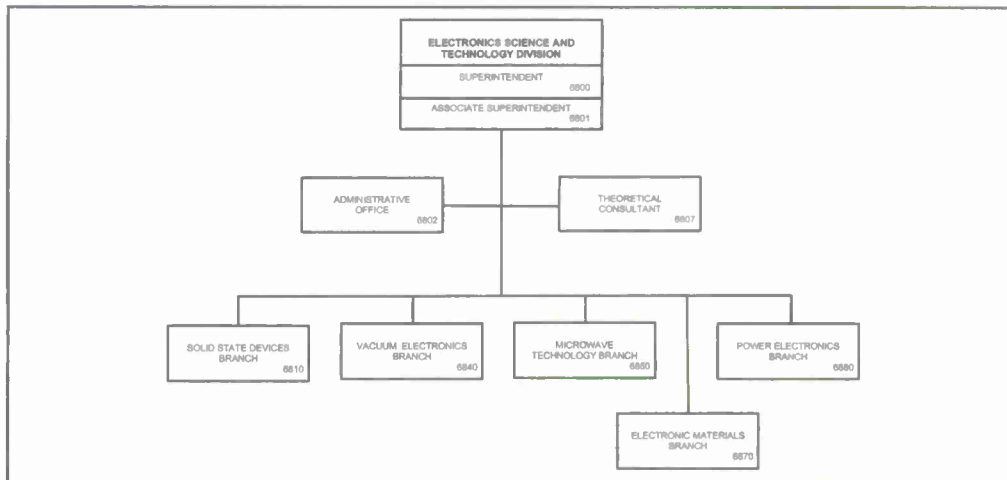 ELECTRONICS SCIENCE AND
TECHNOLOGY DIVISION
SUPERINTENDENT
6800
ASSOCIATE SUPERINTENDENT
6801
ADMINISTRATIVE
OFFICE
6802
THEORETICAL
CONSULTANT
6807
SOLID STATE DEVICES
BRANCH
6810
VACUUM ELECTRONICS
BRANCH
6840
MICROWAVE
TECHNOLOGY BRANCH
6850
POWER ELECTRONICS
BRANCH
6880
ELECTRONIC MATERIALS
BRANCH
6870